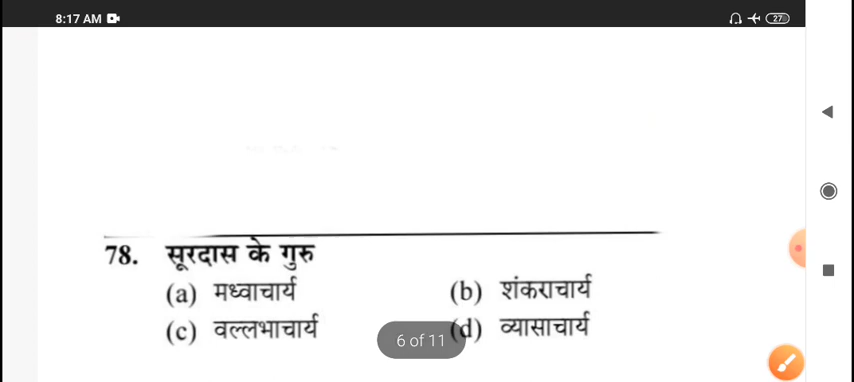 8:17 AM
27
78. सूरदास के गुरु
(a) मध्वाचार्य (b) शंकराचार्य
(c) वल्लभाचार्य (d) व्यासाचार्य
6 of 11